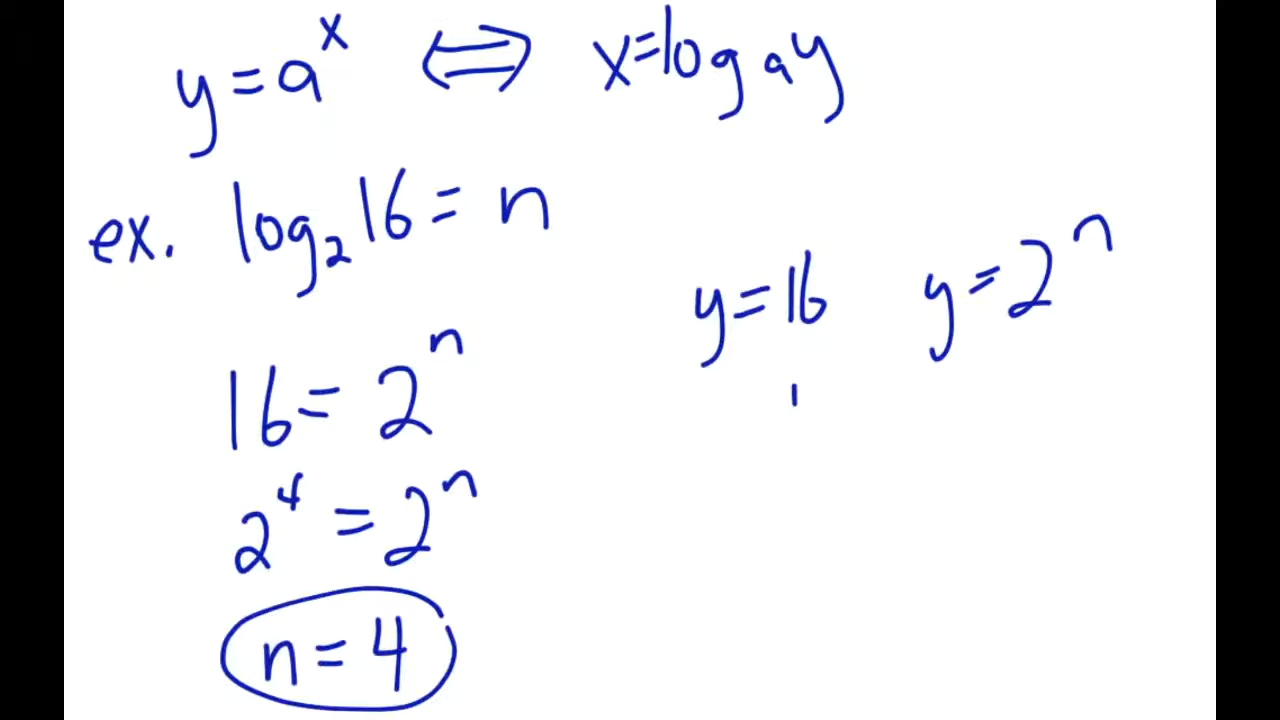 y = a^x ⟺ x = log_a y
ex. log_2 16 = n
y = 16 y = 2^n
16 = 2^n
2^4 = 2^n
n = 4